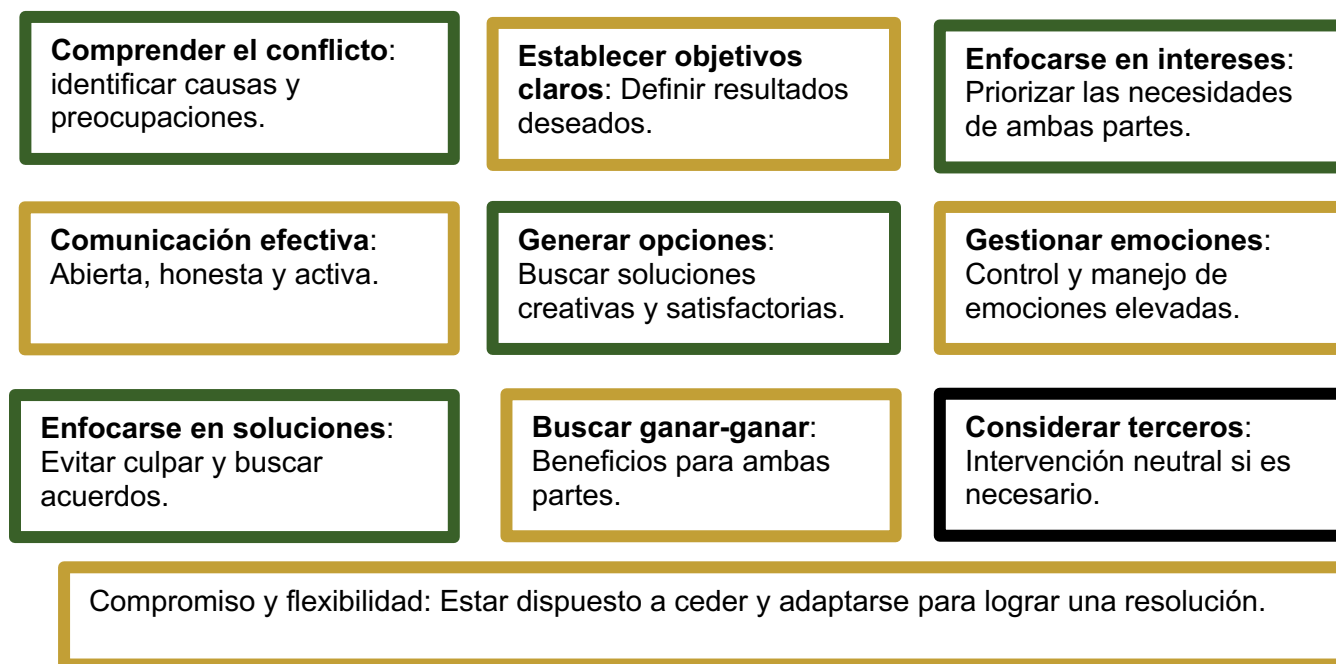 Comprender el conflicto:
identificar causas y
preocupaciones.
Establecer objetivos
claros: Definir resultados
deseados.
Enfocarse en intereses:
Priorizar las necesidades
de ambas partes.
Comunicación efectiva:
Abierta, honesta y activa.
Generar opciones:
Buscar soluciones
creativas y satisfactorias.
Gestionar emociones:
Control y manejo de
emociones elevadas.
Enfocarse en soluciones:
Evitar culpar y buscar
acuerdos.
Buscar ganar-ganar:
Beneficios para ambas
partes.
Considerar terceros:
Intervención neutral si es
necesario.
Compromiso y flexibilidad: Estar dispuesto a ceder y adaptarse para lograr una resolución.